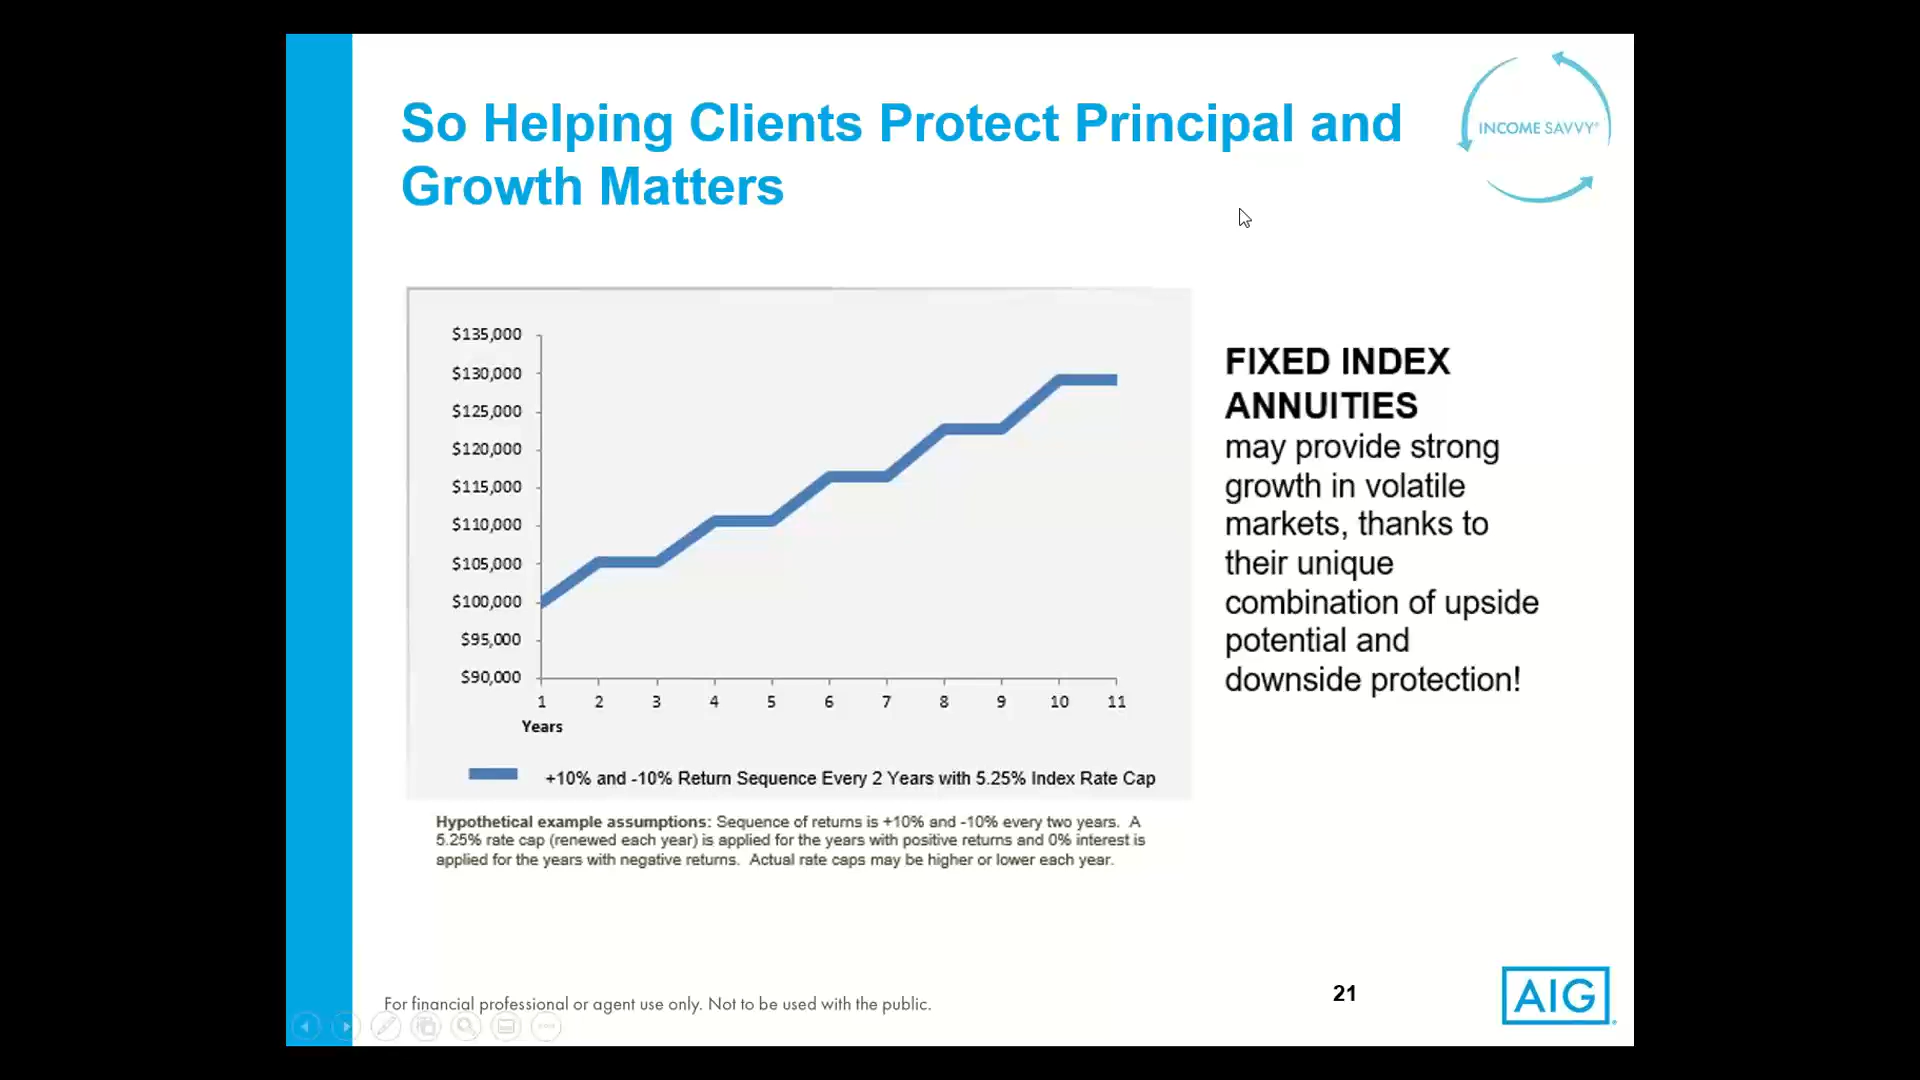 So Helping Clients Protect Principal and
Growth Matters
INCOME SAVVY®
$135,000
$130,000
$125,000
$120,000
$115,000
$110,000
$105,000
$100,000
$95,000
$90,000
1 2 3 4 5 6 7 8 9 10 11
Years
+10% and -10% Return Sequence Every 2 Years with 5.25% Index Rate Cap
FIXED INDEX
ANNUITIES
may provide strong
growth in volatile
markets, thanks to
their unique
combination of upside
potential and
downside protection!
Hypothetical example assumptions: Sequence of returns is +10% and -10% every two years. A
5.25% rate cap (renewed each year) is applied for the years with positive returns and 0% interest is
applied for the years with negative returns. Actual rate caps may be higher or lower each year.
For financial professional or agent use only. Not to be used with the public.
21
AIG